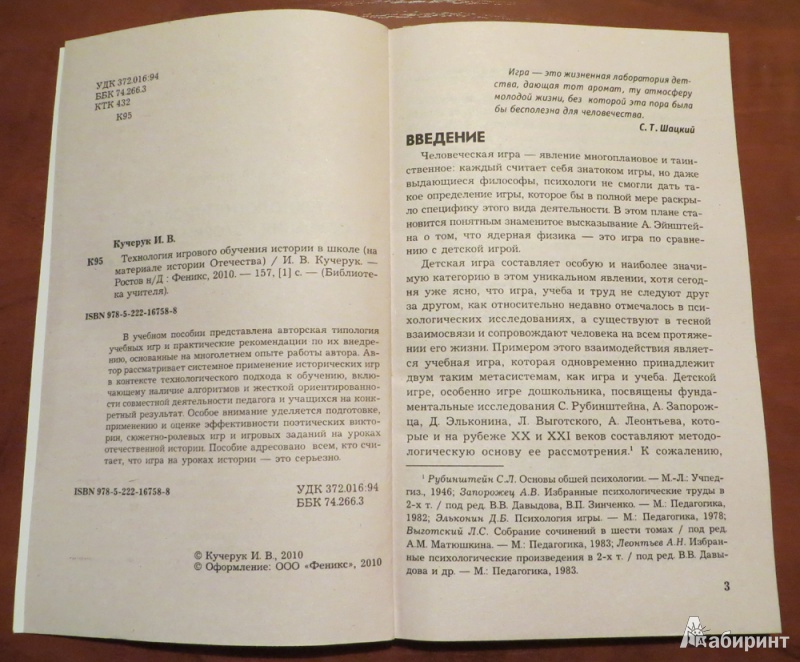 УДК 372.016:94
ББК 74.266.3
КТК 432
К95
Кучерук И. В.
К95 Технология игрового обучения истории в школе (на
материале истории Отечества) / И. В. Кучерук. —
Ростов н/Д : Феникс, 2010. — 157, [1] с. — (Библиоте-
ка учителя).
ISBN 978-5-222-16758-8
В учебном пособии представлена авторская типология
учебных игр и практические рекомендации по их внедре-
нию, основанные на многолетнем опыте работы автора. Ав-
тор рассматривает системное применение исторических игр
в контексте технологического подхода к обучению, вклю-
чающему наличие алгоритмов и жесткой ориентированно-
сти совместной деятельности педагога и учащихся на конк-
ретный результат. Особое внимание уделяется подготовке,
применению и оценке эффективности поэтических викто-
рин, сюжетно-ролевых игр и игровых заданий на уроках
отечественной истории. Пособие адресовано всем, кто счи-
тает, что игра на уроках истории — это серьезно.
ISBN 978-5-222-16758-8
УДК 372.016:94
ББК 74.266.3
© Кучерук И. В., 2010
© Оформление: ООО «Феникс», 2010
Игра — это жизненная лаборатория дет-
ства, дающая тот аромат, ту атмосферу
молодой жизни, без которой эта пора была
бы бесполезна для человечества.
С. Т. Шацкий
ВВЕДЕНИЕ
Человеческая игра — явление многоплановое и таин-
ственное: каждый считает себя знатоком игры, но даже
выдающиеся философы, психологи не смогли дать та-
кое определение игры, которое бы в полной мере раскры-
ло специфику этого вида деятельности. В этом плане ста-
новится понятным знаменитое высказывание А. Эйнштей-
на о том, что ядерная физика — это игра по сравне-
нию с детской игрой.
Детская игра составляет особую и наиболее значи-
мую категорию в этом уникальном явлении, хотя сегод-
ня уже ясно, что игра, учеба и труд не следуют друг
за другом, как относительно недавно отмечалось в пси-
хологических исследованиях, а существуют в тесной
взаимосвязи и сопровождают человека на всем протяже-
нии его жизни. Примером этого взаимодействия являет-
ся учебная игра, которая одновременно принадлежит
двум таким метасистемам, как игра и учеба. Детской
игре, особенно игре дошкольника, посвящены фунда-
ментальные исследования С. Рубинштейна, А. Запорож-
ца, Д. Эльконина, Л. Выготского, А. Леонтьева, кото-
рые и на рубеже XX и XXI веков составляют методо-
логическую основу ее рассмотрения.¹ К сожалению,
¹ Рубинштейн С.Л. Основы общей психологии. — М.-Л.: Учпед-
гиз., 1946; Запорожец А.В. Избранные психологические труды в
2-х т. / под ред. В.В. Давыдова, В.П. Зинченко. — М.: Педагогика,
1982; Эльконин Д.Б. Психология игры. — М.: Педагогика, 1978;
Выготский Л.С. Собрание сочинений в шести томах / под ред.
А.М. Матюшкина. — М.: Педагогика, 1983; Леонтьев А.Н. Избран-
ные психологические произведения в 2-х т. / под ред. В.В. Давы-
дова и др. — М.: Педагогика, 1983.
3
Лабиринт